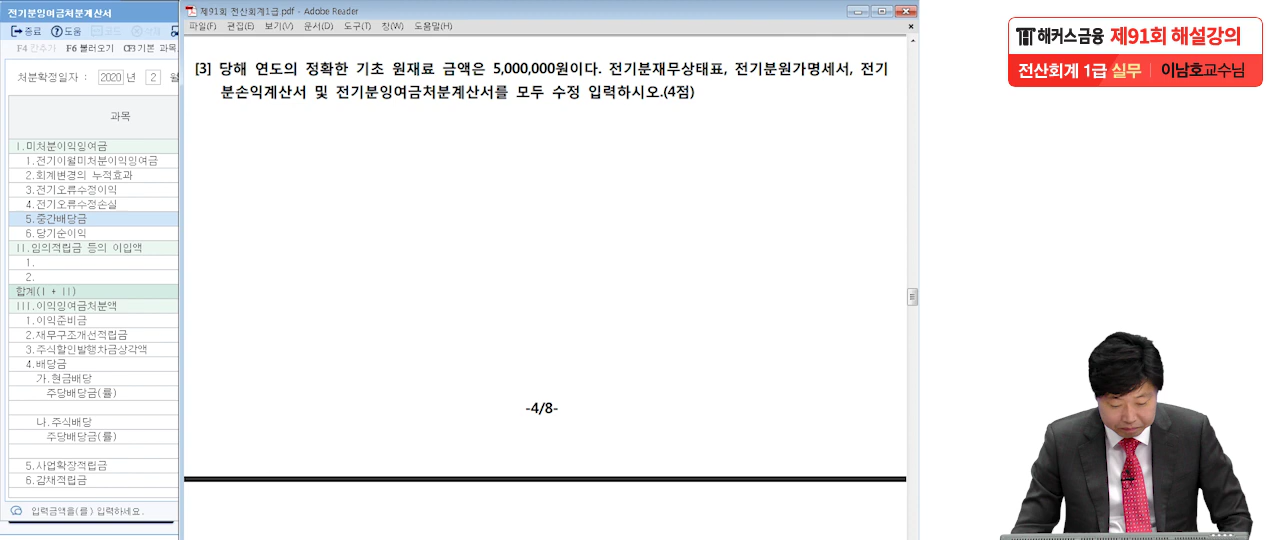 전기분잉여금처분계산서
종료 도움 코드 삭제
F4 칸추가 F6 불러오기 CF3 기본 과목
처분확정일자 : 2020 년 2 월
과목
I.미처분이익잉여금
1.전기이월미처분이익잉여금
2.회계변경의 누적효과
3.전기오류수정이익
4.전기오류수정손실
5.중간배당금
6.당기순이익
II.임의적립금 등의 이입액
1.
2.
합계(I + II)
III.이익잉여금처분액
1.이익준비금
2.재무구조개선적립금
3.주식할인발행차금상각액
4.배당금
가.현금배당
주당배당금(률)
나.주식배당
주당배당금(률)
5.사업확장적립금
6.감채적립금
입력금액을(를) 입력하세요.
제91회 전산회계1급.pdf - Adobe Reader
파일(F) 편집(E) 보기(V) 문서(D) 도구(T) 창(W) 도움말(H)
[3] 당해 연도의 정확한 기초 원재료 금액은 5,000,000원이다. 전기분재무상태표, 전기분원가명세서, 전기
분손익계산서 및 전기분잉여금처분계산서를 모두 수정 입력하시오.(4점)
-4/8-
해커스금융 제91회 해설강의
전산회계 1급 실무 | 이남호교수님